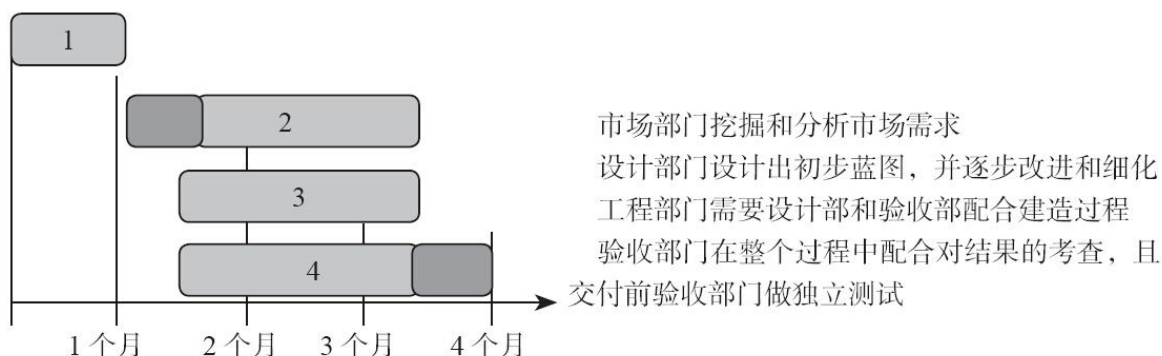 1
2
3
4
市场部门挖掘和分析市场需求
设计部门设计出初步蓝图，并逐步改进和细化
工程部门需要设计部和验收部配合建造过程
验收部门在整个过程中配合对结果的考查，且
交付前验收部门做独立测试
1个月 2个月 3个月 4个月